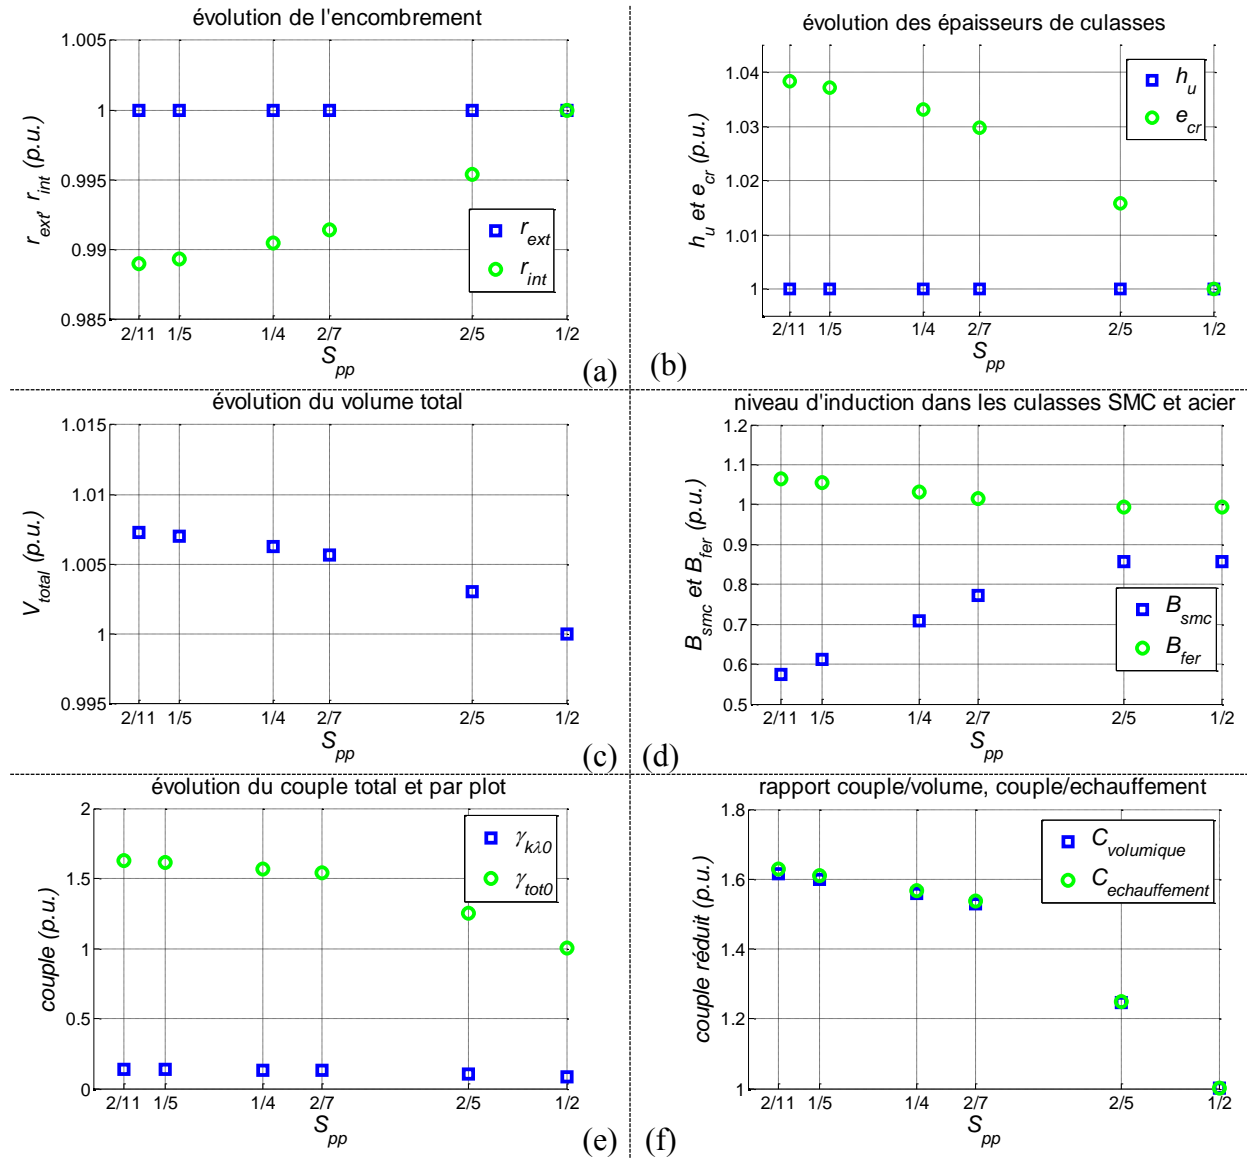 évolution de l'encombrement
1.005
1
0.995
0.99
0.985
r_ext, r_int (p.u.)
r_ext
r_int
2/11 1/5 1/4 2/7 2/5 1/2
S_pp
(a)
évolution des épaisseurs de culasses
1.04
1.03
1.02
1.01
1
h_u et e_cr (p.u.)
h_u
e_cr
2/11 1/5 1/4 2/7 2/5 1/2
S_pp
(b)
évolution du volume total
1.015
1.01
1.005
1
0.995
V_total (p.u.)
2/11 1/5 1/4 2/7 2/5 1/2
S_pp
(c)
niveau d'induction dans les culasses SMC et acier
1.2
1.1
1
0.9
0.8
0.7
0.6
0.5
B_smc et B_fer (p.u.)
B_smc
B_fer
2/11 1/5 1/4 2/7 2/5 1/2
S_pp
(d)
évolution du couple total et par plot
2
1.5
1
0.5
0
couple (p.u.)
γ_kλ0
γ_tot0
2/11 1/5 1/4 2/7 2/5 1/2
S_pp
(e)
rapport couple/volume, couple/echauffement
1.8
1.6
1.4
1.2
1
couple réduit (p.u.)
C_volumique
C_echauffement
2/11 1/5 1/4 2/7 2/5 1/2
S_pp
(f)